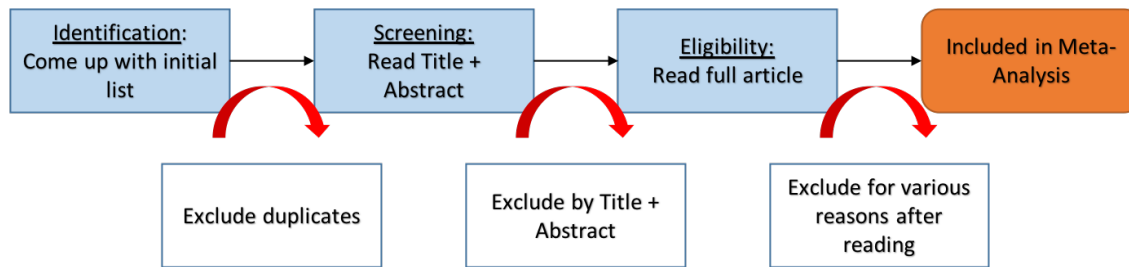 Identification:
Come up with initial
list
Screening:
Read Title +
Abstract
Eligibility:
Read full article
Included in Meta-
Analysis
Exclude duplicates
Exclude by Title +
Abstract
Exclude for various
reasons after
reading